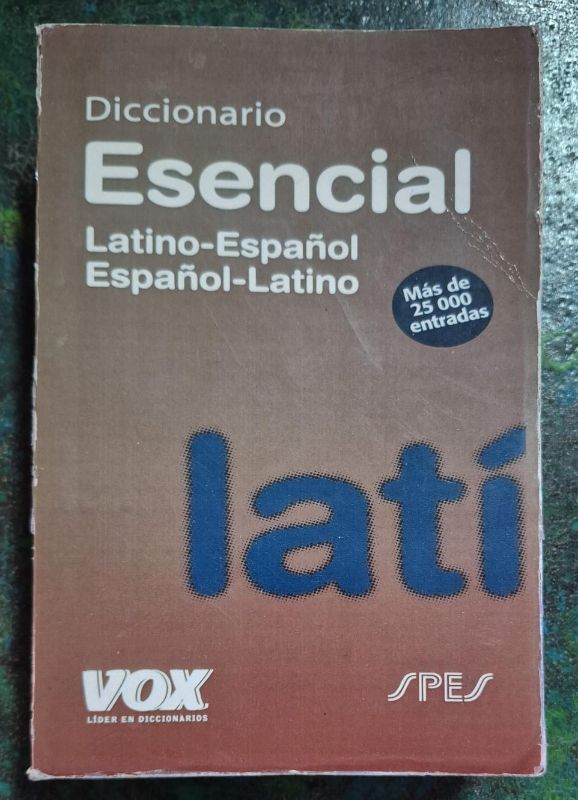 Diccionario
Esencial
Latino-Español
Español-Latino
Más de
25 000
entradas
latí
VOX
LÍDER EN DICCIONARIOS
SPES